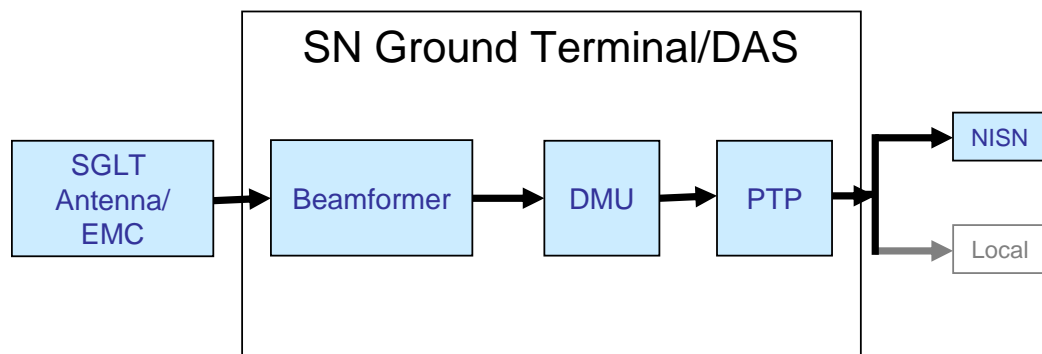 SN Ground Terminal/DAS
SGLT
Antenna/
EMC
Beamformer
DMU
PTP
NISN
Local